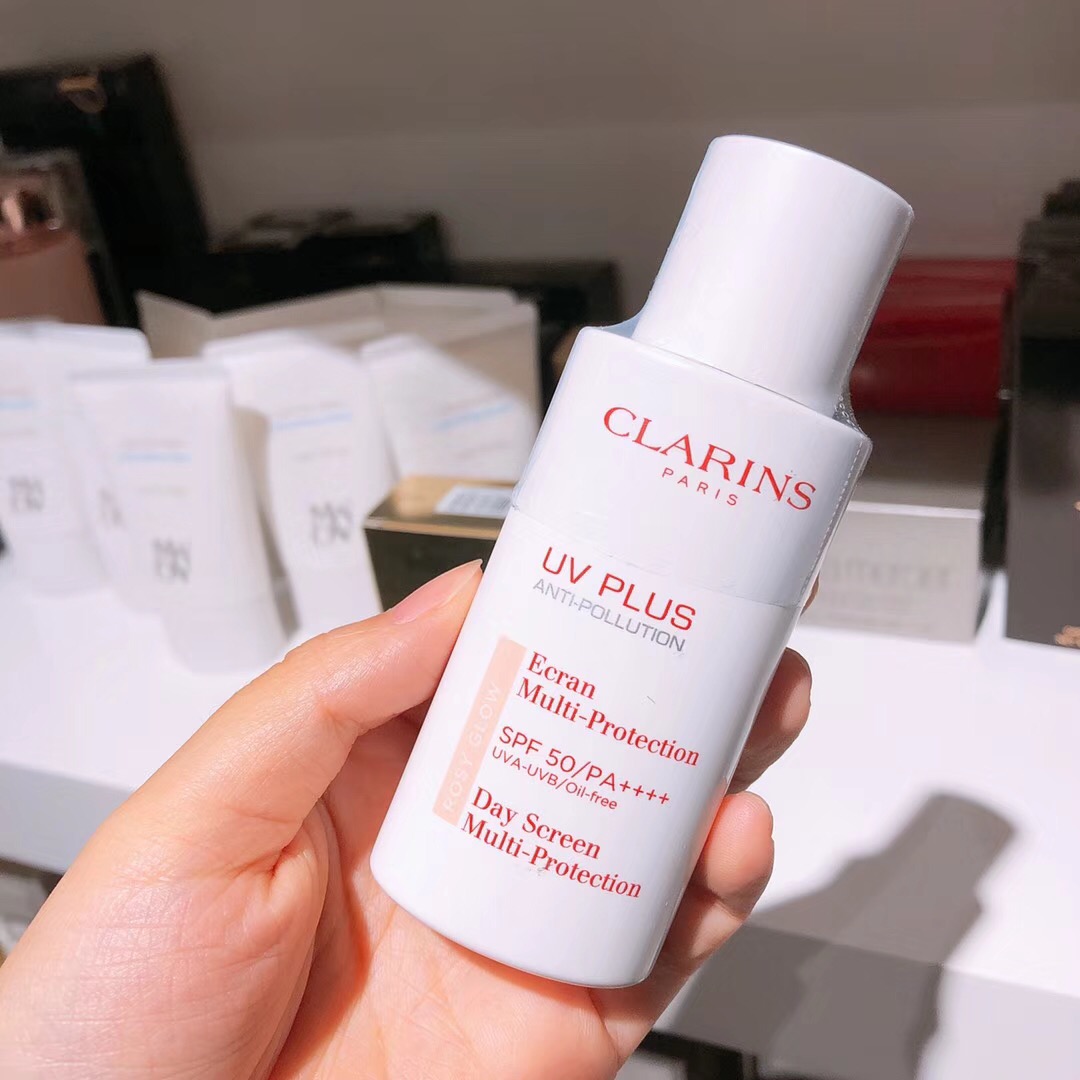 CLARINS
PARIS
UV PLUS
ANTI-POLLUTION
Ecran
Multi-Protection
SPF 50/PA++++
UVA-UVB/Oil-free
Day Screen
Multi-Protection
ROSY GLOW